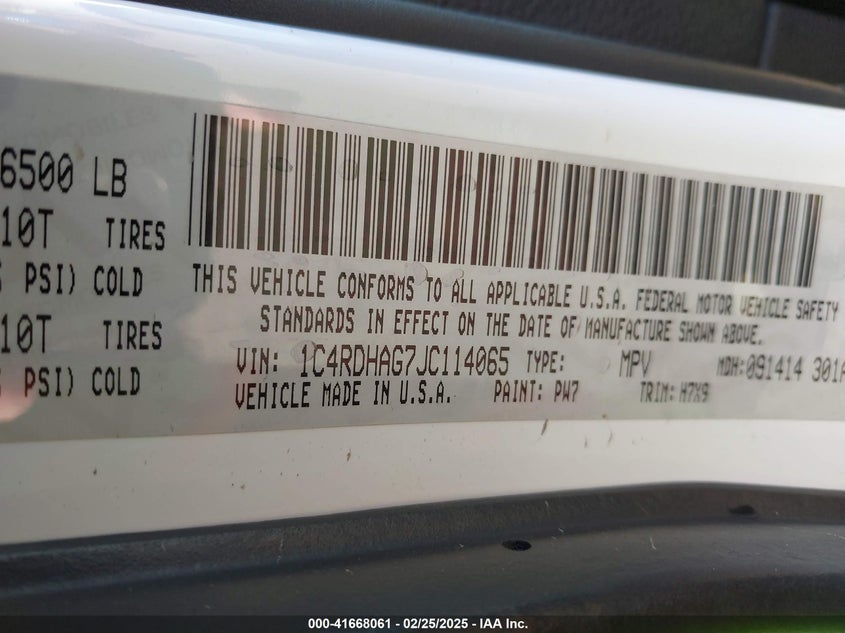 6500 LB
10T TIRES
PSI) COLD
10T TIRES
PSI) COLD
THIS VEHICLE CONFORMS TO ALL APPLICABLE U.S.A. FEDERAL MOTOR VEHICLE SAFETY
STANDARDS IN EFFECT ON THE DATE OF MANUFACTURE SHOWN ABOVE.
VIN: 1C4RDHAG7JC114065 TYPE: MPV MDH:091414 301A
VEHICLE MADE IN U.S.A. PAINT: PW7 TRIM: H7X9
000-41668061 - 02/25/2025 - IAA Inc.